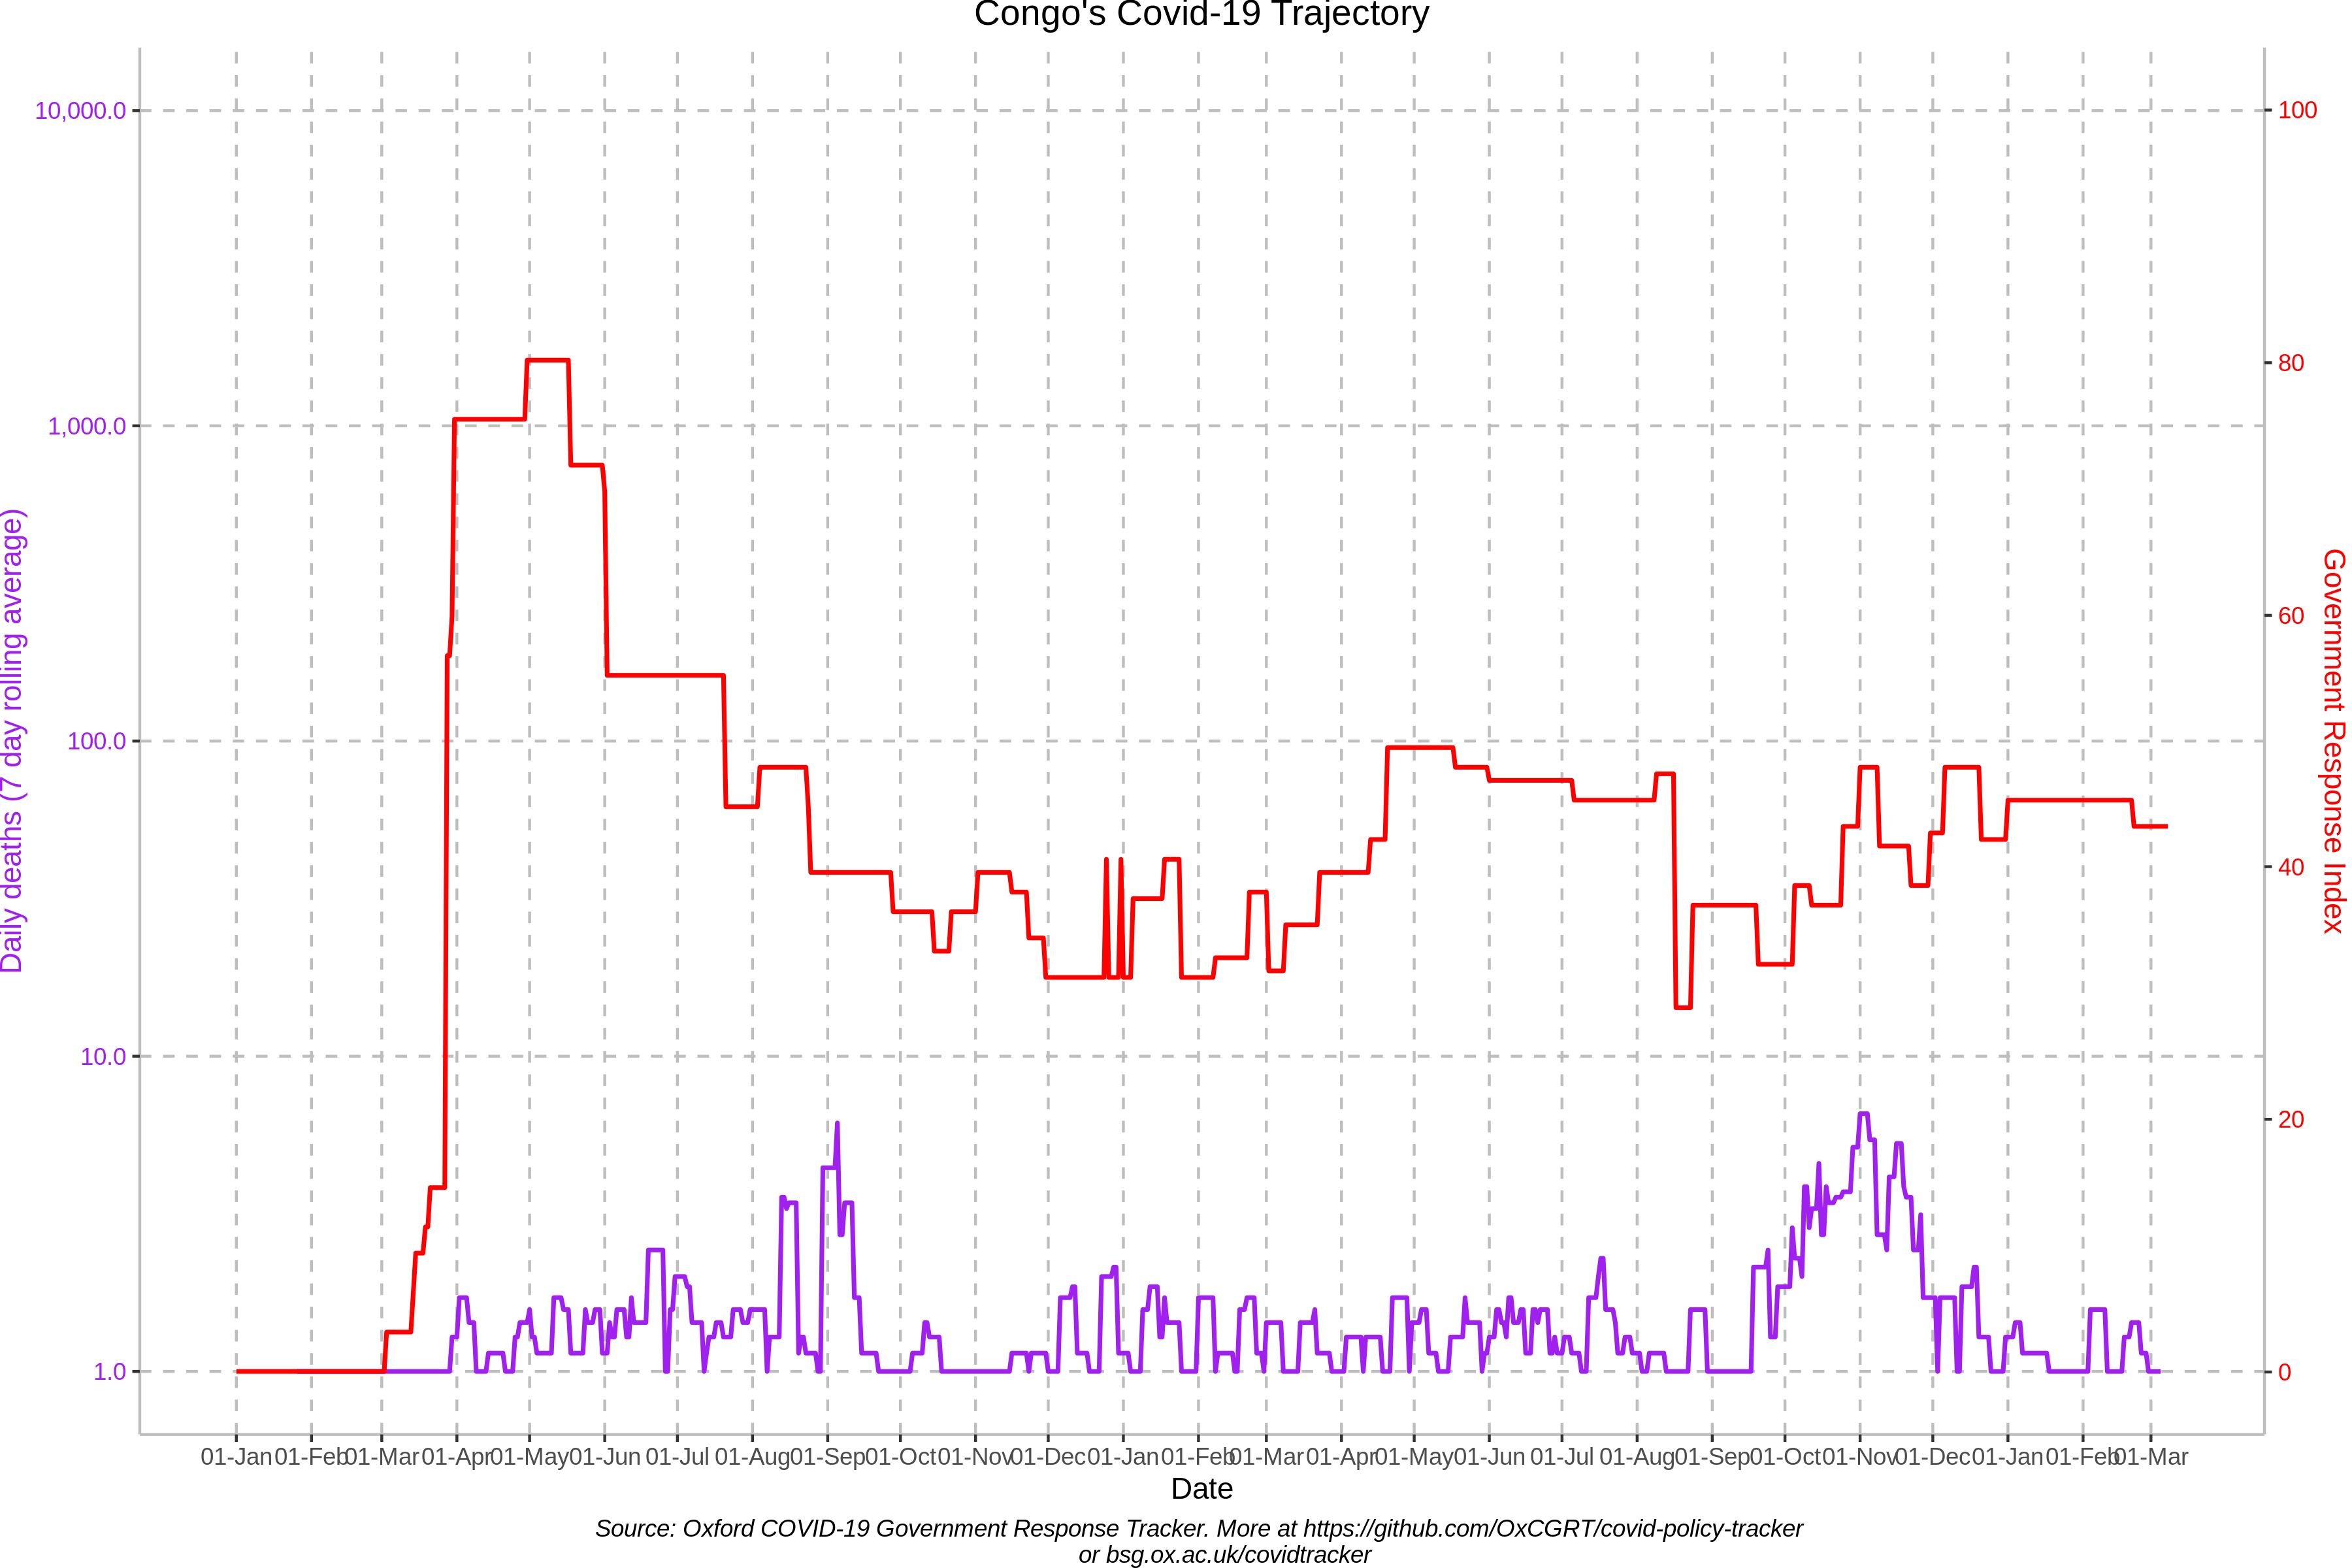 Congo's Covid-19 Trajectory
10,000.0
1,000.0
100.0
10.0
1.0
Daily deaths (7 day rolling average)
100
80
60
40
20
0
Government Response Index
01-Jan 01-Feb 01-Mar 01-Apr 01-May 01-Jun 01-Jul 01-Aug 01-Sep 01-Oct 01-Nov 01-Dec 01-Jan 01-Feb 01-Mar 01-Apr 01-May 01-Jun 01-Jul 01-Aug 01-Sep 01-Oct 01-Nov 01-Dec 01-Jan 01-Feb 01-Mar
Date
Source: Oxford COVID-19 Government Response Tracker. More at https://github.com/OxCGRT/covid-policy-tracker
or bsg.ox.ac.uk/covidtracker